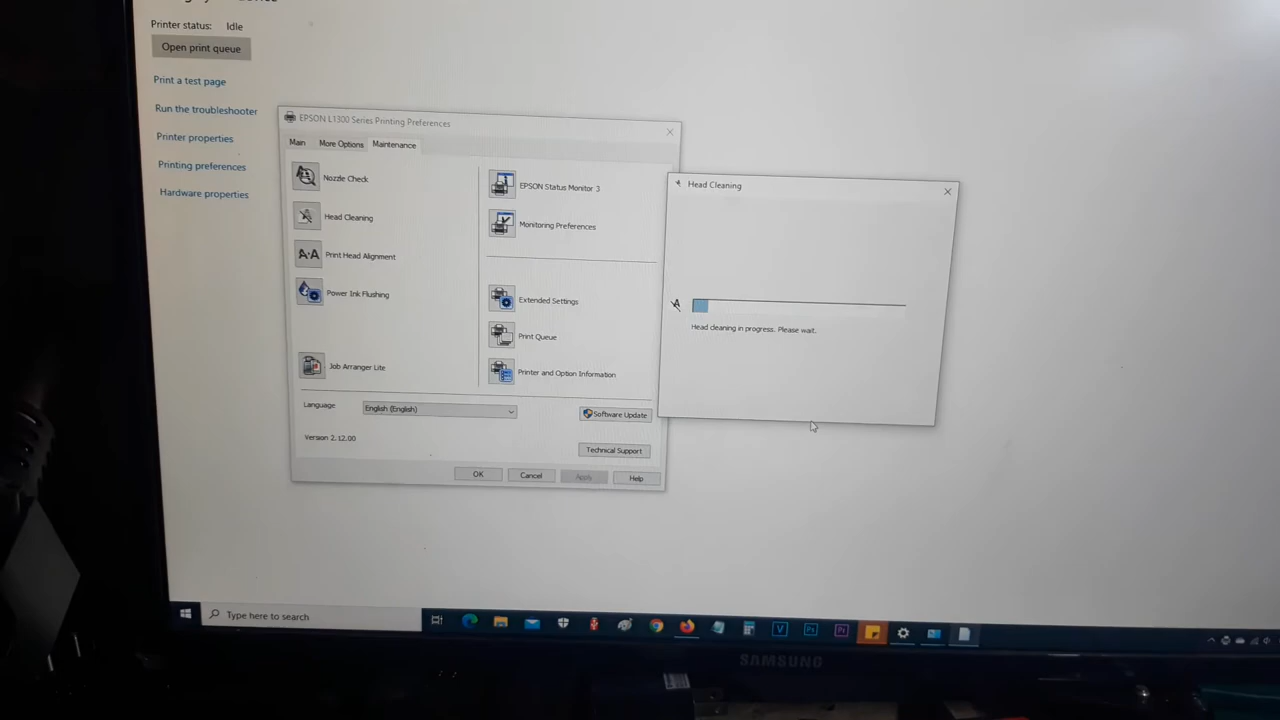 Printer status: Idle
Open print queue
Print a test page
Run the troubleshooter
Printer properties
Printing preferences
Hardware properties
EPSON L1300 Series Printing Preferences
Main
More Options
Maintenance
Nozzle Check
Head Cleaning
A·A Print Head Alignment
Power Ink Flushing
Job Arranger Lite
EPSON Status Monitor 3
Monitoring Preferences
Extended Settings
Print Queue
Printer and Option Information
Language
English (English)
Software Update
Version 2.12.00
Technical Support
OK
Cancel
Apply
Help
Head Cleaning
Head cleaning in progress. Please wait.
Type here to search
V
Ps
Pr
SAMSUNG